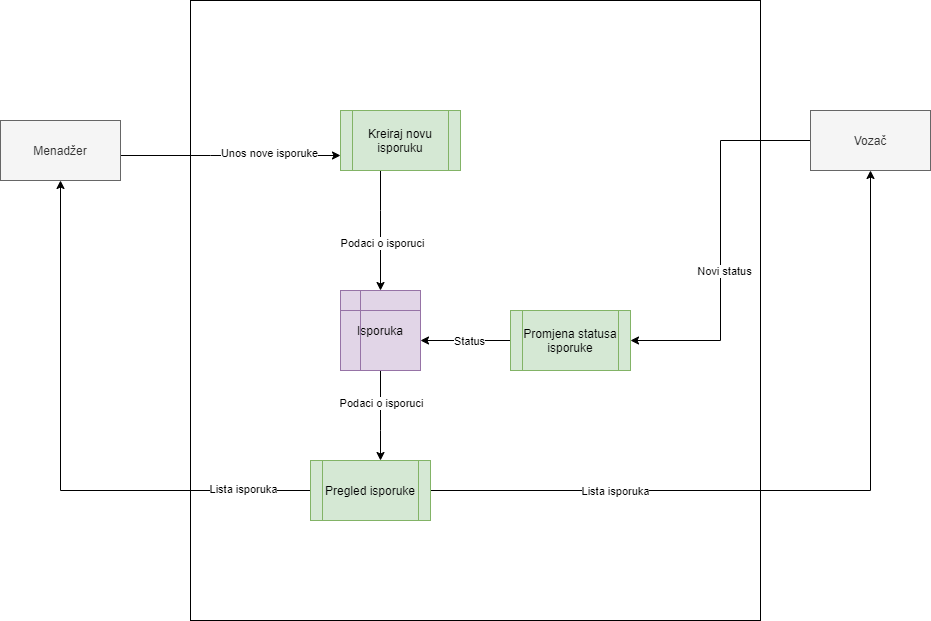 Kreiraj novu
isporuku
Menadžer
Vozač
Unos nove isporuke
Podaci o isporuci
Novi status
Isporuka
Status
Promjena statusa
isporuke
Podaci o isporuci
Lista isporuka
Pregled isporuke
Lista isporuka